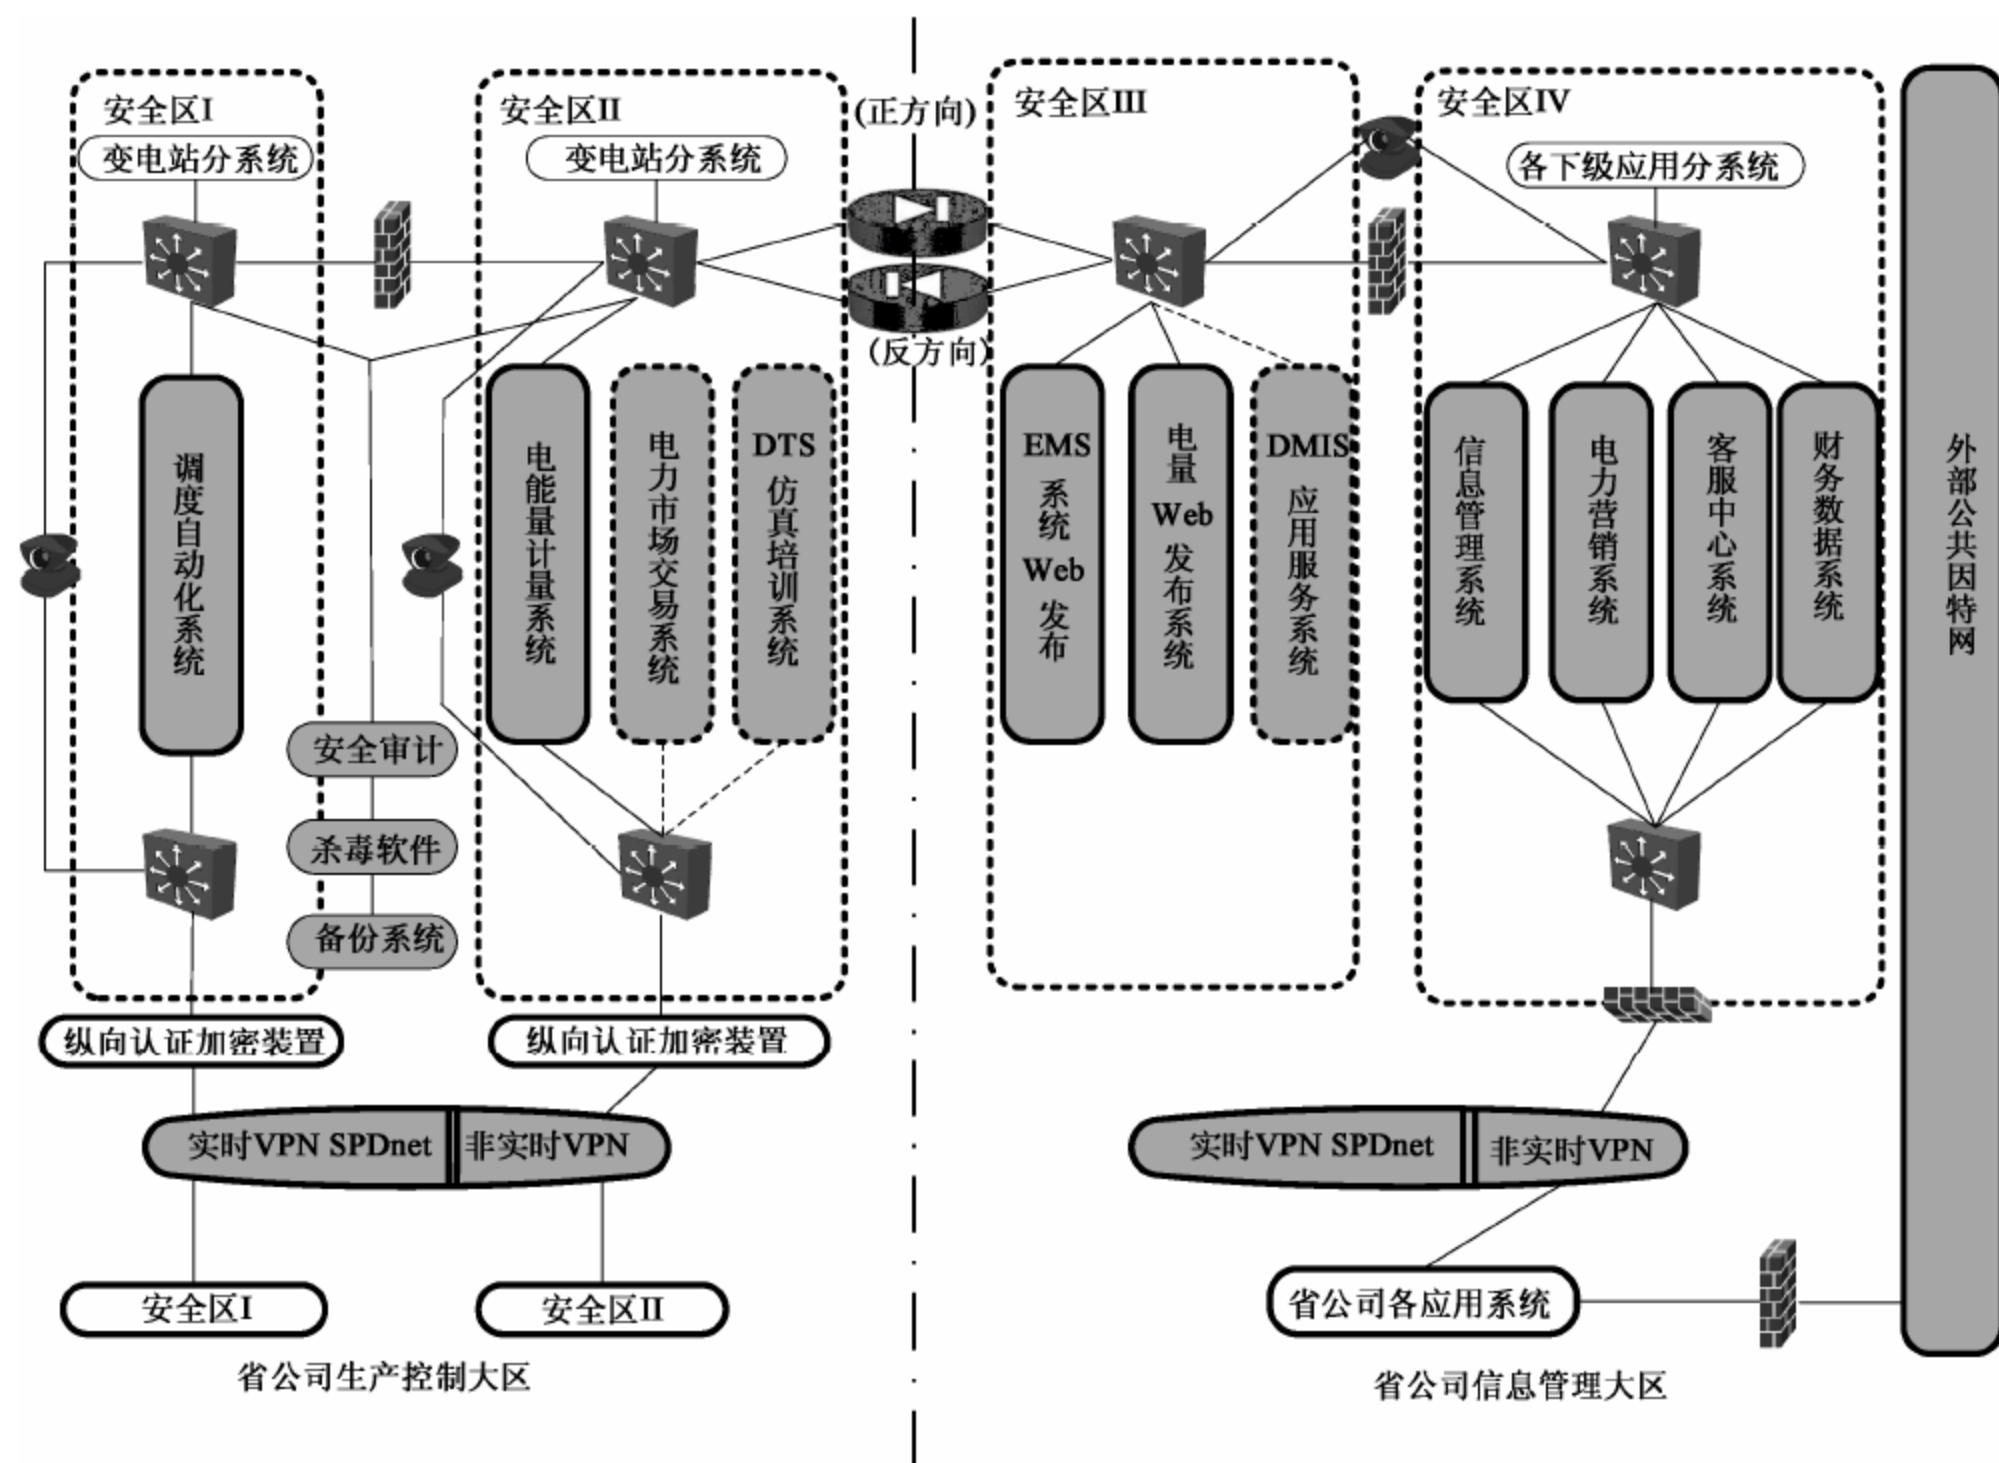 安全区I
变电站分系统
调度自动化系统
安全审计
杀毒软件
备份系统
纵向认证加密装置
安全区II
变电站分系统
电能量计量系统
电力市场交易系统
DTS
仿真培训系统
纵向认证加密装置
实时VPN SPDnet
非实时VPN
安全区I
安全区II
省公司生产控制大区
(正方向)
(反方向)
安全区III
EMS
系统
Web
发布
电量
Web
发布系统
DMIS
应用服务系统
安全区IV
各下级应用分系统
信息管理系统
电力营销系统
客服中心系统
财务数据系统
实时VPN SPDnet
非实时VPN
省公司各应用系统
省公司信息管理大区
外部公共因特网